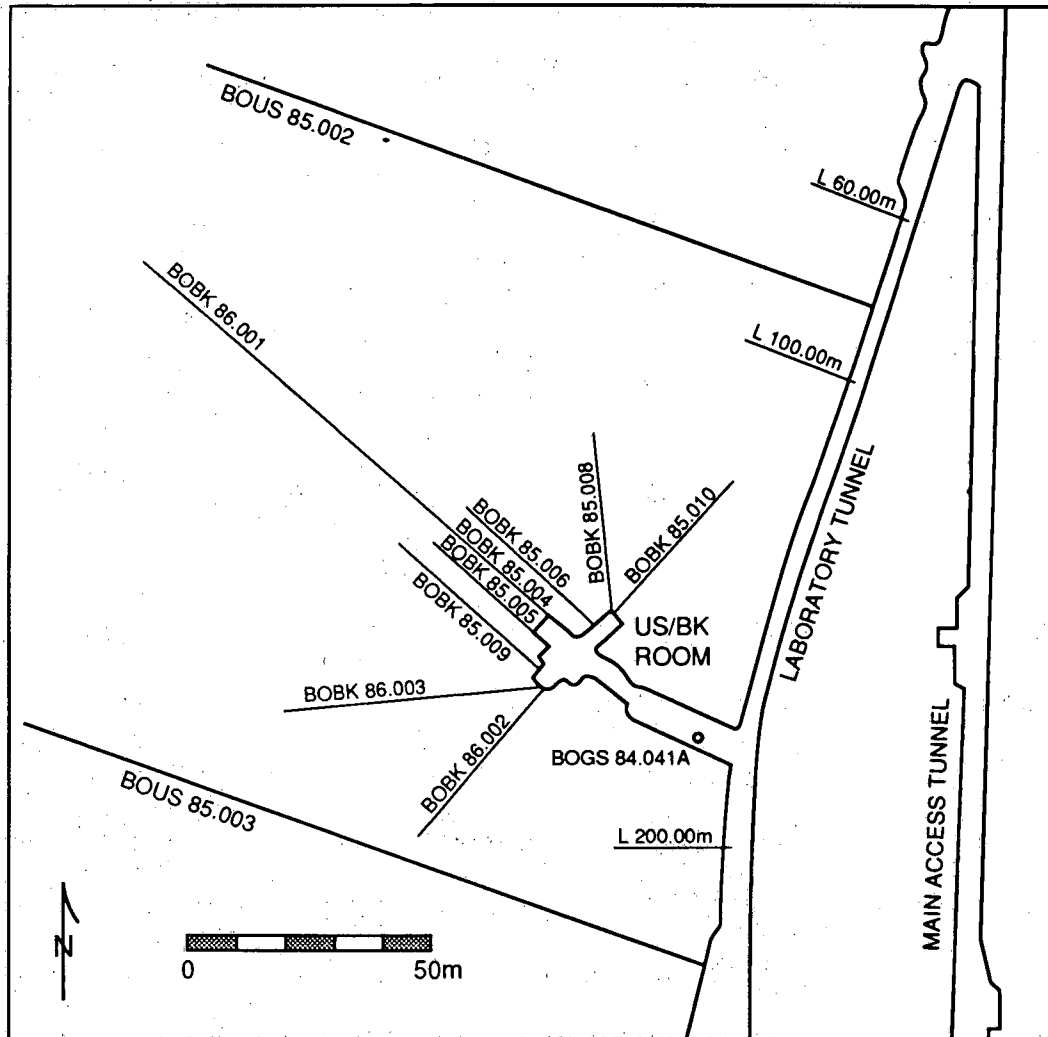 BOUS 85.002
L 60.00m
BOBK 86.001
L 100.00m
BOBK 85.008
BOBK 85.010
BOBK 85.006
BOBK 85.004
BOBK 85.005
BOBK 85.009
US/BK
ROOM
LABORATORY TUNNEL
BOBK 86.003
BOBK 86.002
BOGS 84.041A
MAIN ACCESS TUNNEL
BOUS 85.003
L 200.00m
N
0
50m